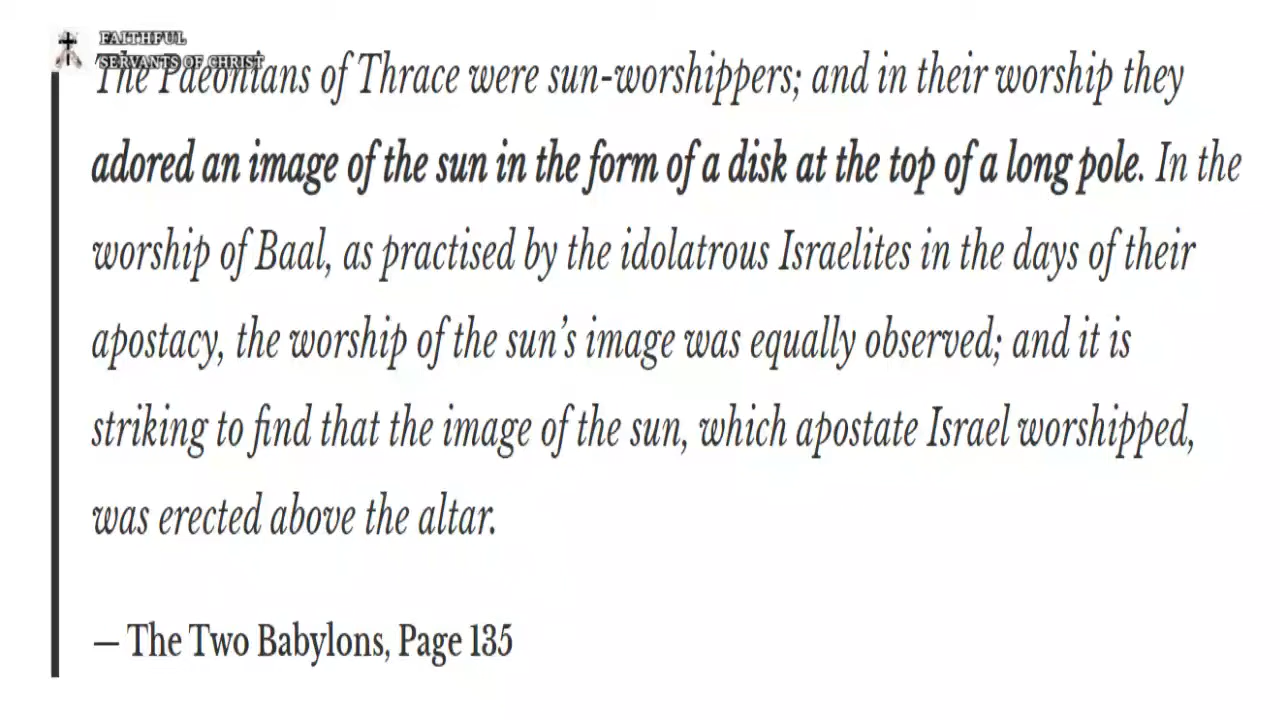 FAITHFUL
SERVANTS OF CHRIST
The Paeonians of Thrace were sun-worshippers; and in their worship they
adored an image of the sun in the form of a disk at the top of a long pole. In the
worship of Baal, as practised by the idolatrous Israelites in the days of their
apostacy, the worship of the sun’s image was equally observed; and it is
striking to find that the image of the sun, which apostate Israel worshipped,
was erected above the altar.
— The Two Babylons, Page 135